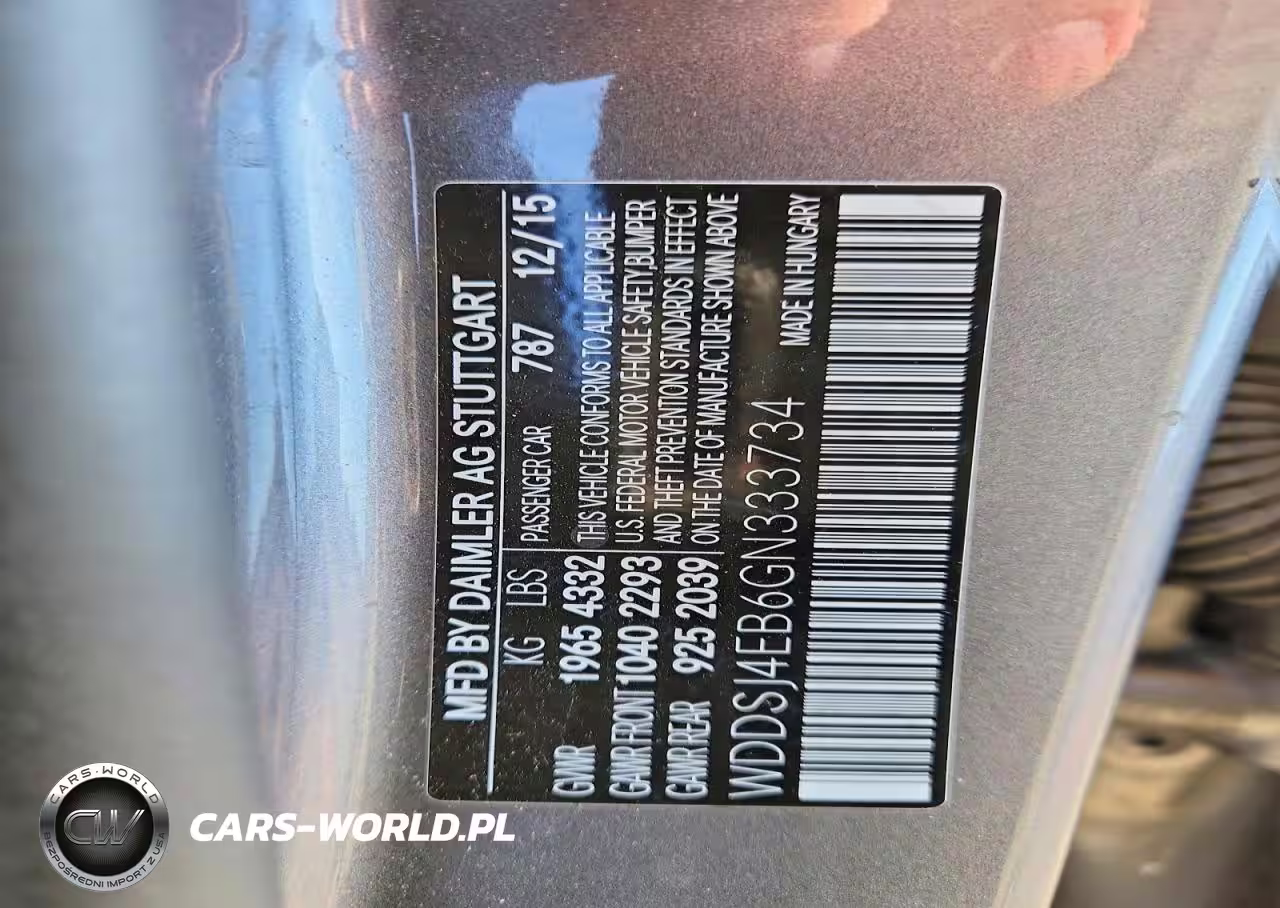 MFD BY DAIMLER AG STUTTGART
KG LBS PASSENGER CAR 787 12/15
GVWR 1965 4332 THIS VEHICLE CONFORMS TO ALL APPLICABLE
GAWR FRONT 1040 2293 U.S. FEDERAL MOTOR VEHICLE SAFETY,BUMPER
GAWR REAR 925 2039 AND THEFT PREVENTION STANDARDS IN EFFECT
ON THE DATE OF MANUFACTURE SHOWN ABOVE
WDDSJ4EB6GN333734 MADE IN HUNGARY
CARS-WORLD
CW
BEZPOŚREDNI IMPORT Z USA
CARS-WORLD.PL